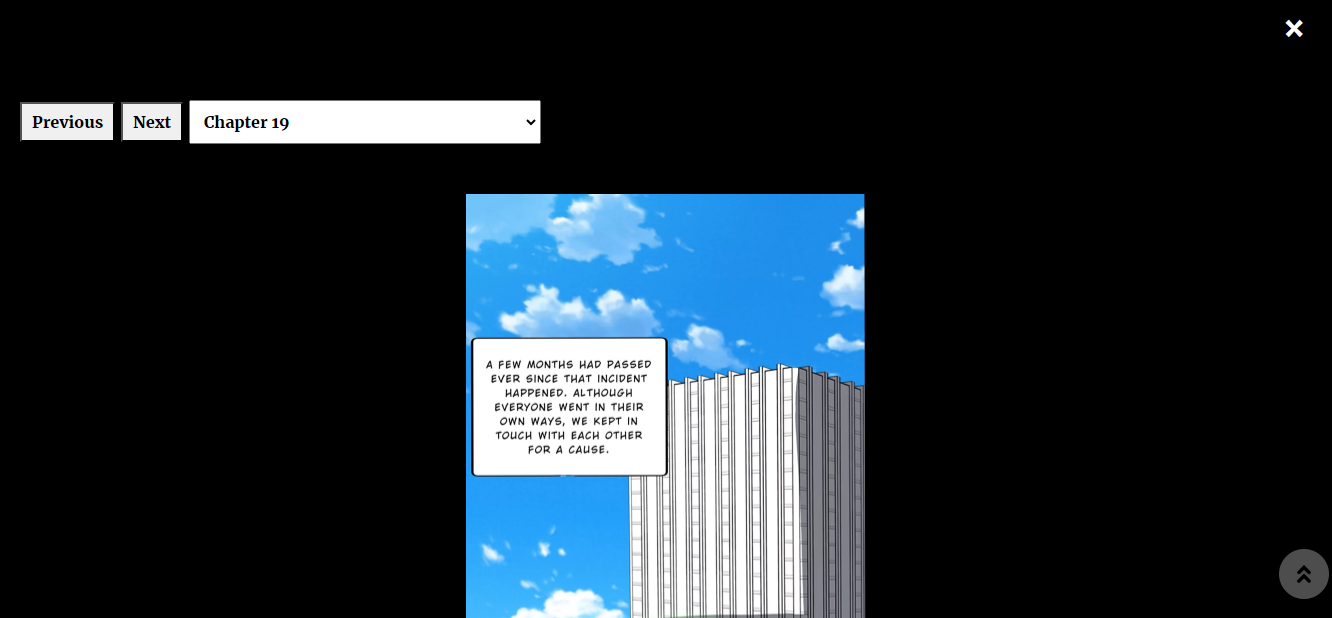 Previous
Next
Chapter 19
A FEW MONTHS HAD PASSED
EVER SINCE THAT INCIDENT
HAPPENED. ALTHOUGH
EVERYONE WENT IN THEIR
OWN WAYS, WE KEPT IN
TOUCH WITH EACH OTHER
FOR A CAUSE.